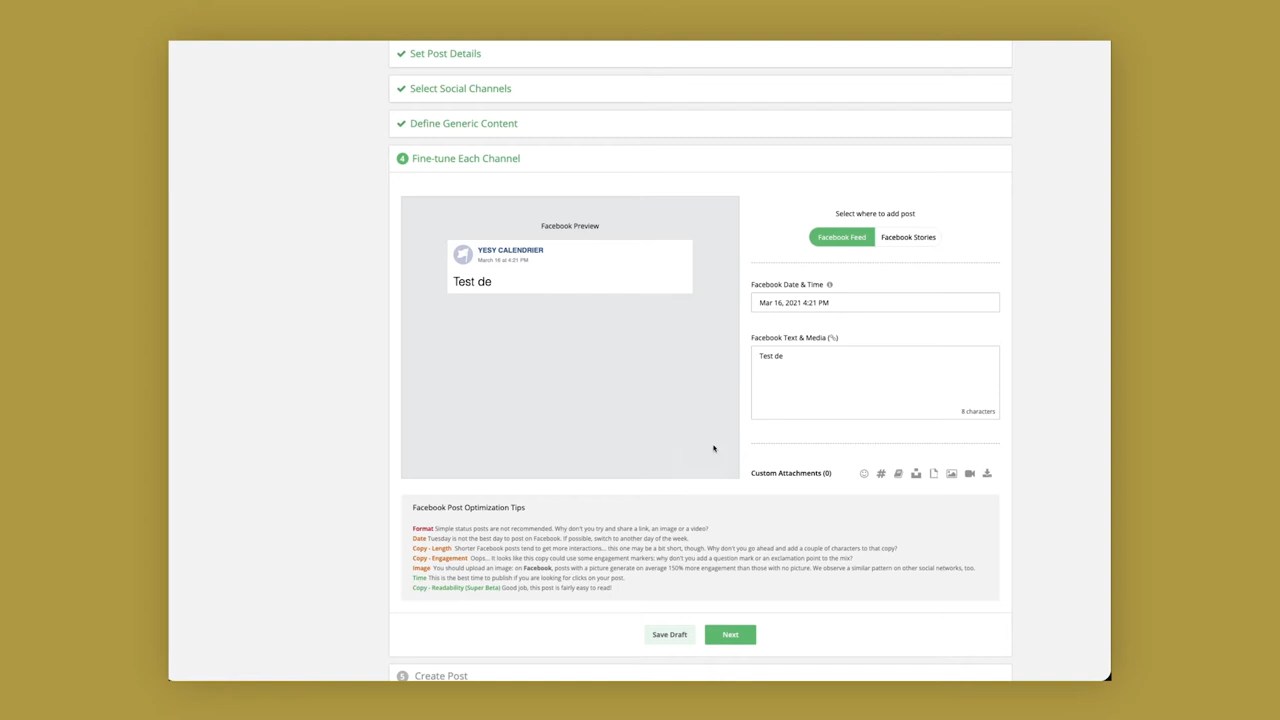 Set Post Details
Select Social Channels
Define Generic Content
4 Fine-tune Each Channel
Facebook Preview
YESY CALENDRIER
March 16 at 4:21 PM
Test de
Select where to add post
Facebook Feed Facebook Stories
Facebook Date & Time
Mar 16, 2021 4:21 PM
Facebook Text & Media ( )
Test de
8 characters
Custom Attachments (0)
Facebook Post Optimization Tips
Format Simple status posts are not recommended. Why don't you try and share a link, an image or a video?
Date Tuesday is not the best day to post on Facebook. If possible, switch to another day of the week.
Copy - Length Shorter Facebook posts tend to get more interactions... this one may be a bit short, though. Why don't you go ahead and add a couple of characters to that copy?
Copy - Engagement Oops... It looks like this copy could use some engagement markers: why don't you add a question mark or an exclamation point to the mix?
Image You should upload an image: on Facebook, posts with a picture generate on average 150% more engagement than those with no picture. We observe a similar pattern on other social networks, too.
Time This is the best time to publish if you are looking for clicks on your post.
Copy - Readability (Super Beta) Good job, this post is fairly easy to read!
Save Draft Next
5 Create Post